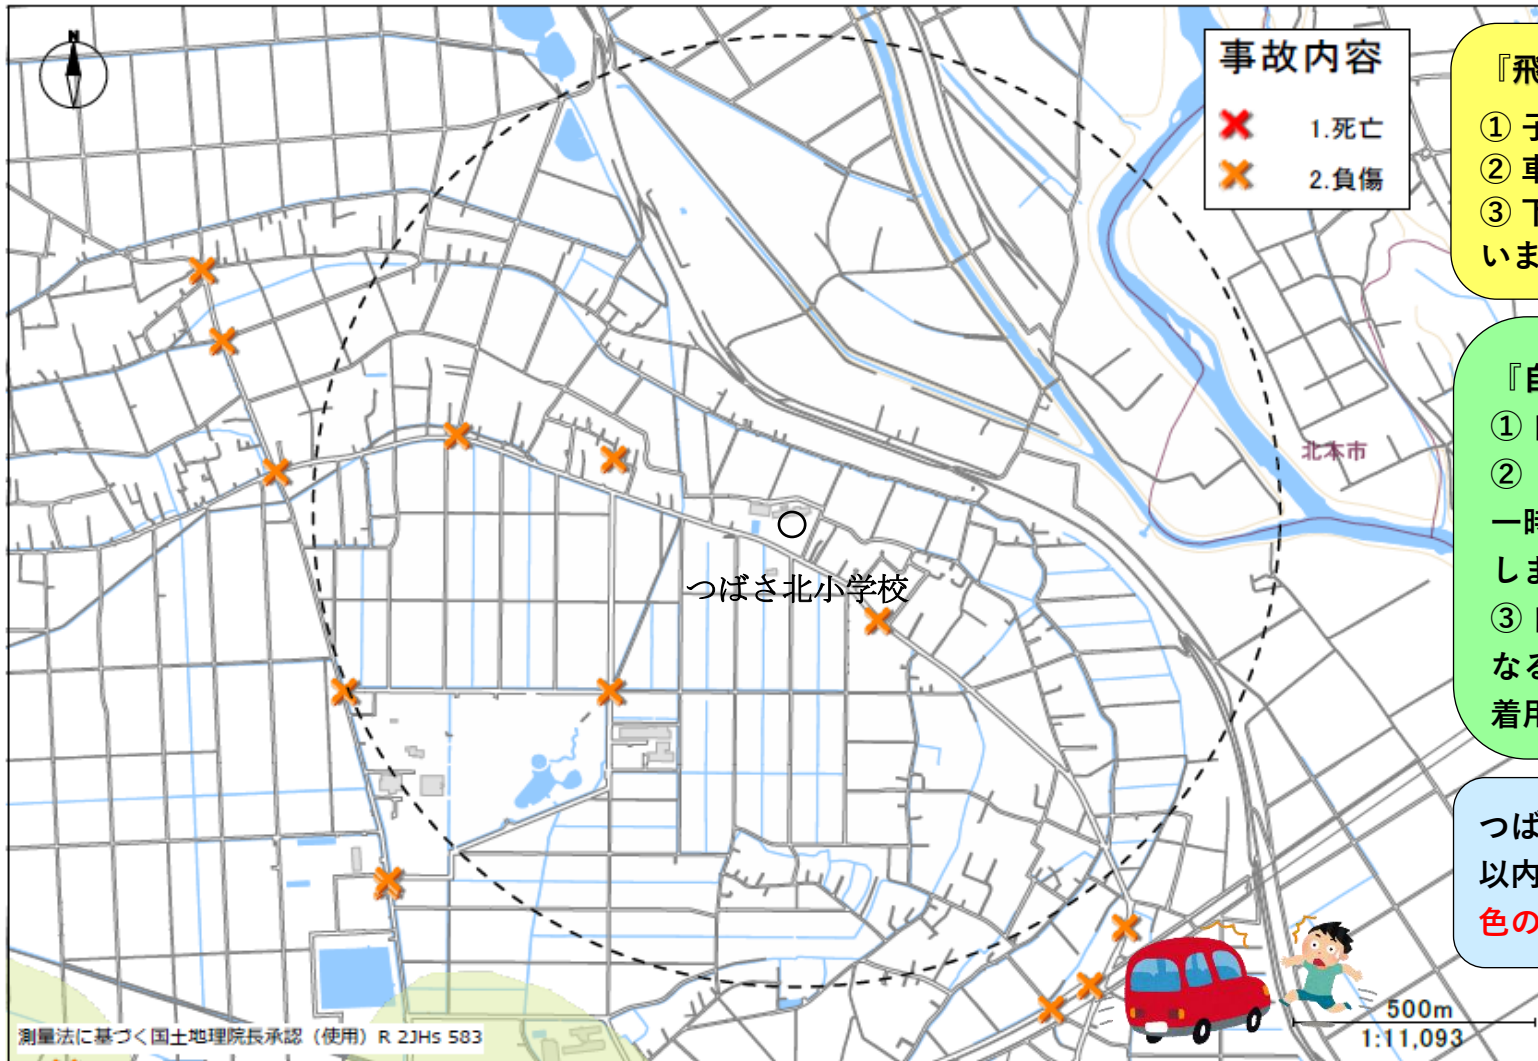 N
事故内容
1.死亡
2.負傷
北本市
つばさ北小学校
測量法に基づく国土地理院長承認（使用）R 2JHs 583
500m
1:11,093
『飛
① 子
② 車
③ 下
いま
『自
①
②
一時
しま
③
なる
着用
つば
以内
色の